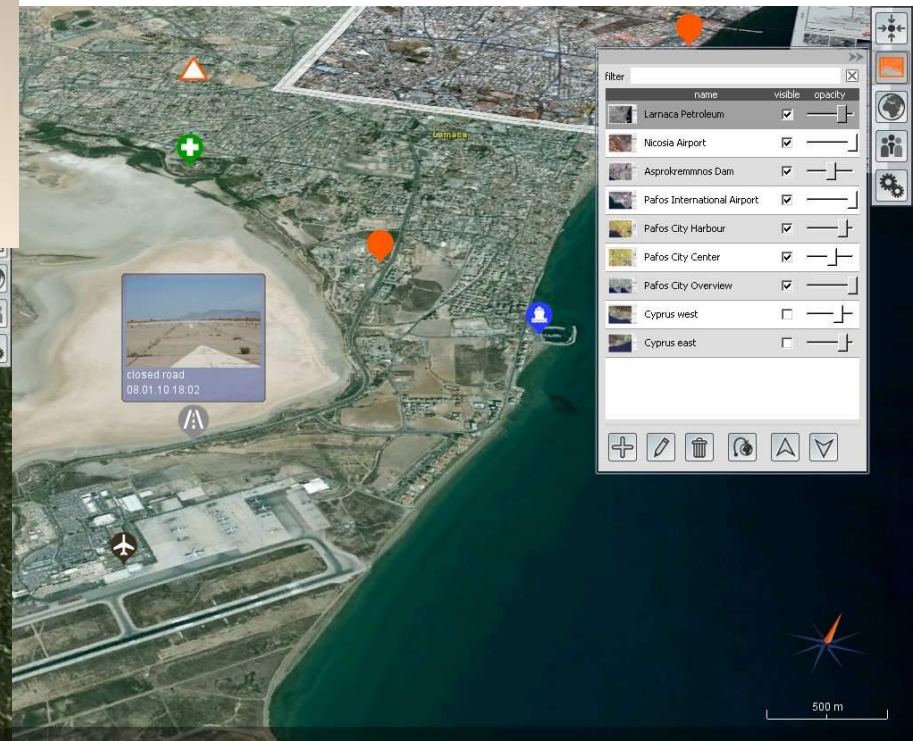 Larnaca
closed road
08.01.10 18:02
filter
name visible opacity
Larnaca Petroleum
Nicosia Airport
Asprokremmnos Dam
Pafos International Airport
Pafos City Harbour
Pafos City Center
Pafos City Overview
Cyprus west
Cyprus east
500 m